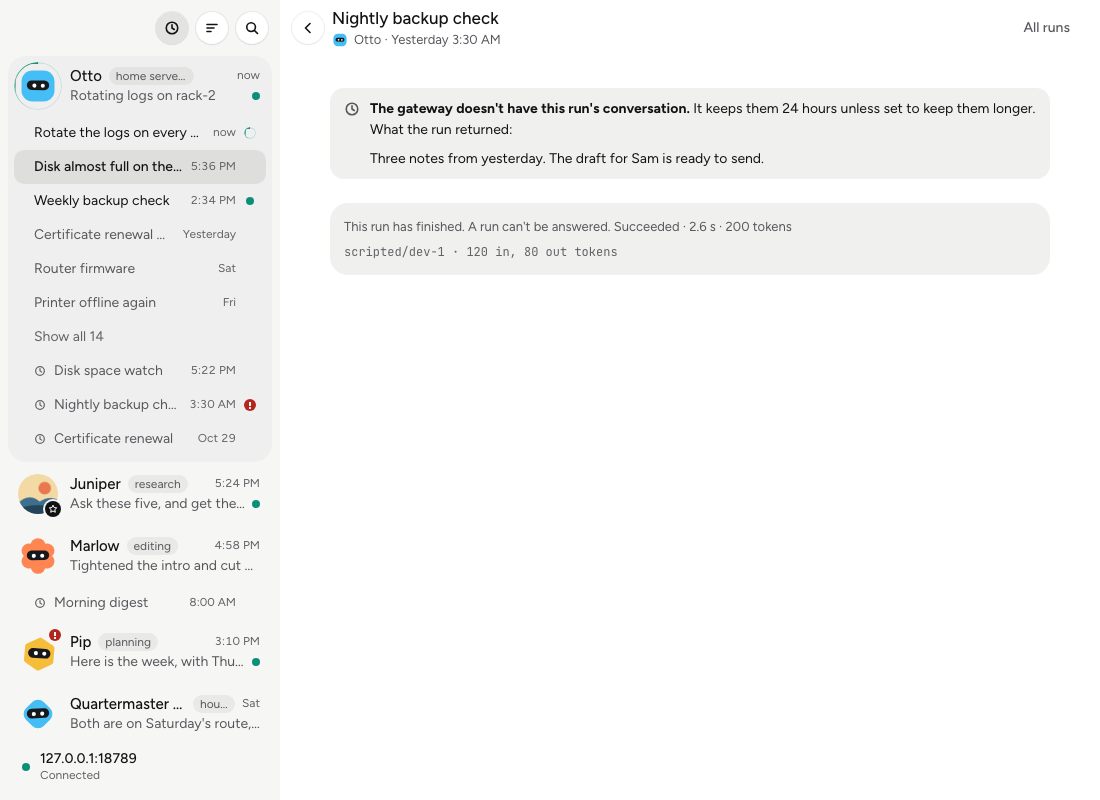 Otto home serve... now
Rotating logs on rack-2
Rotate the logs on every ... now
Disk almost full on the... 5:36 PM
Weekly backup check 2:34 PM
Certificate renewal ... Yesterday
Router firmware Sat
Printer offline again Fri
Show all 14
Disk space watch 5:22 PM
Nightly backup ch... 3:30 AM
Certificate renewal Oct 29
Juniper research 5:24 PM
Ask these five, and get the...
Marlow editing 4:58 PM
Tightened the intro and cut ...
Morning digest 8:00 AM
Pip planning 3:10 PM
Here is the week, with Thu...
Quartermaster ... hou... Sat
Both are on Saturday's route,...
127.0.0.1:18789
Connected
Nightly backup check
Otto · Yesterday 3:30 AM
All runs
The gateway doesn't have this run's conversation. It keeps them 24 hours unless set to keep them longer.
What the run returned:
Three notes from yesterday. The draft for Sam is ready to send.
This run has finished. A run can't be answered. Succeeded · 2.6 s · 200 tokens
scripted/dev-1 · 120 in, 80 out tokens